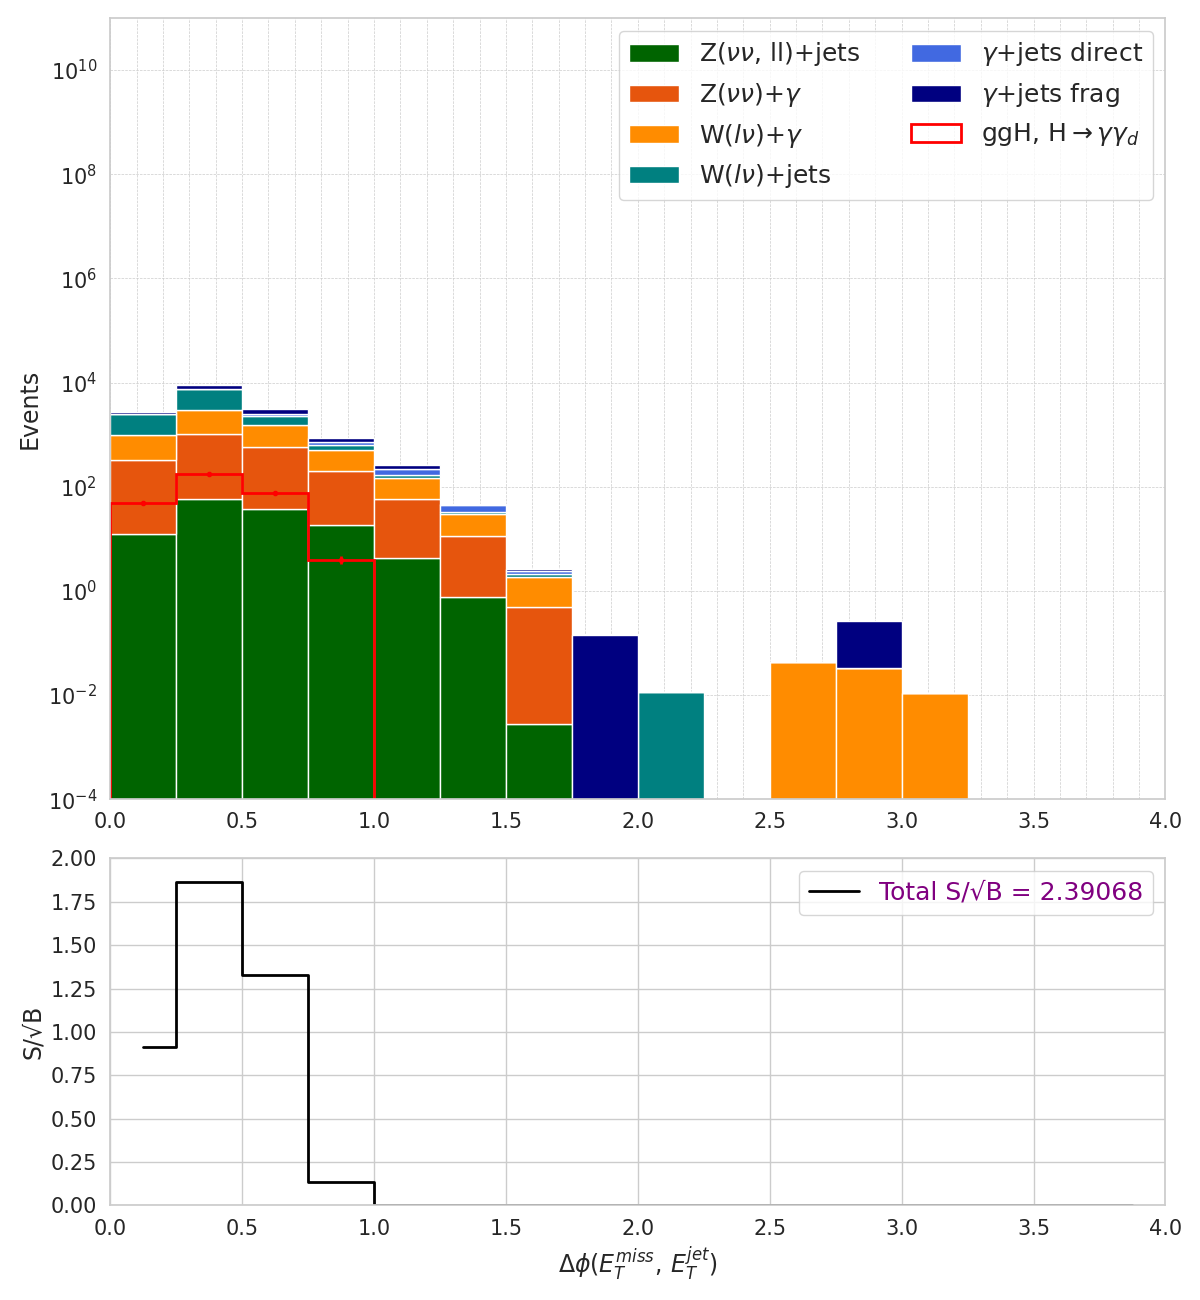 Z(νν, ll)+jets
Z(νν)+γ
W(lν)+γ
W(lν)+jets
γ+jets direct
γ+jets frag
ggH, H→γγ_d
Events
10^10
10^8
10^6
10^4
10^2
10^0
10^−2
10^−4
0.0 0.5 1.0 1.5 2.0 2.5 3.0 3.5 4.0
Total S/√B = 2.39068
S/√B
2.00
1.75
1.50
1.25
1.00
0.75
0.50
0.25
0.00
0.0 0.5 1.0 1.5 2.0 2.5 3.0 3.5 4.0
Δϕ(E_T^miss, E_T^jet)